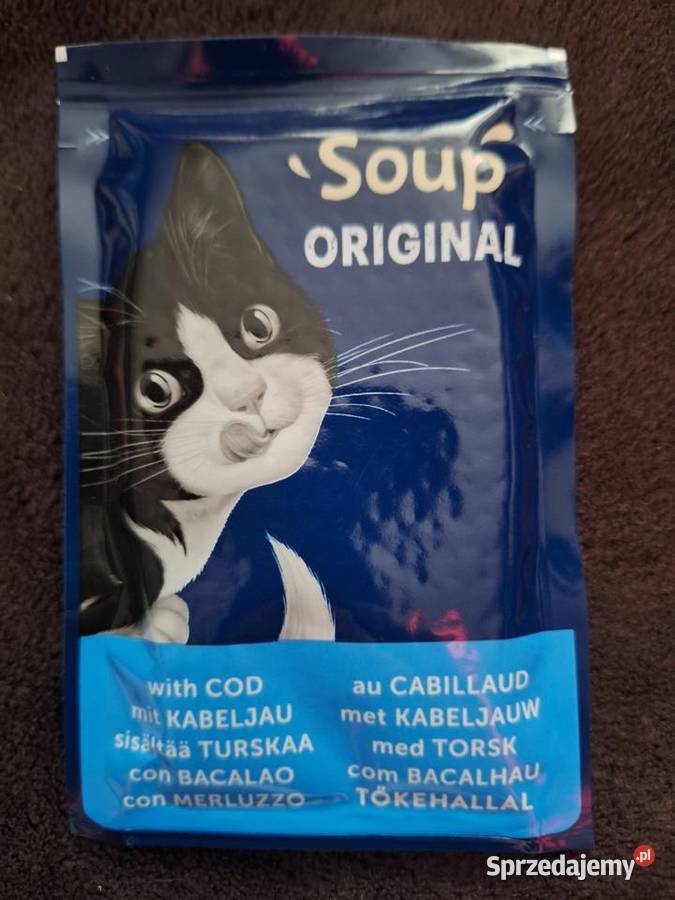 Soup
ORIGINAL
with COD
mit KABELJAU
sisältää TURSKAA
con BACALAO
con MERLUZZO
au CABILLAUD
met KABELJAUW
med TORSK
com BACALHAU
TŐKEHALLAL
Sprzedajemy.pl